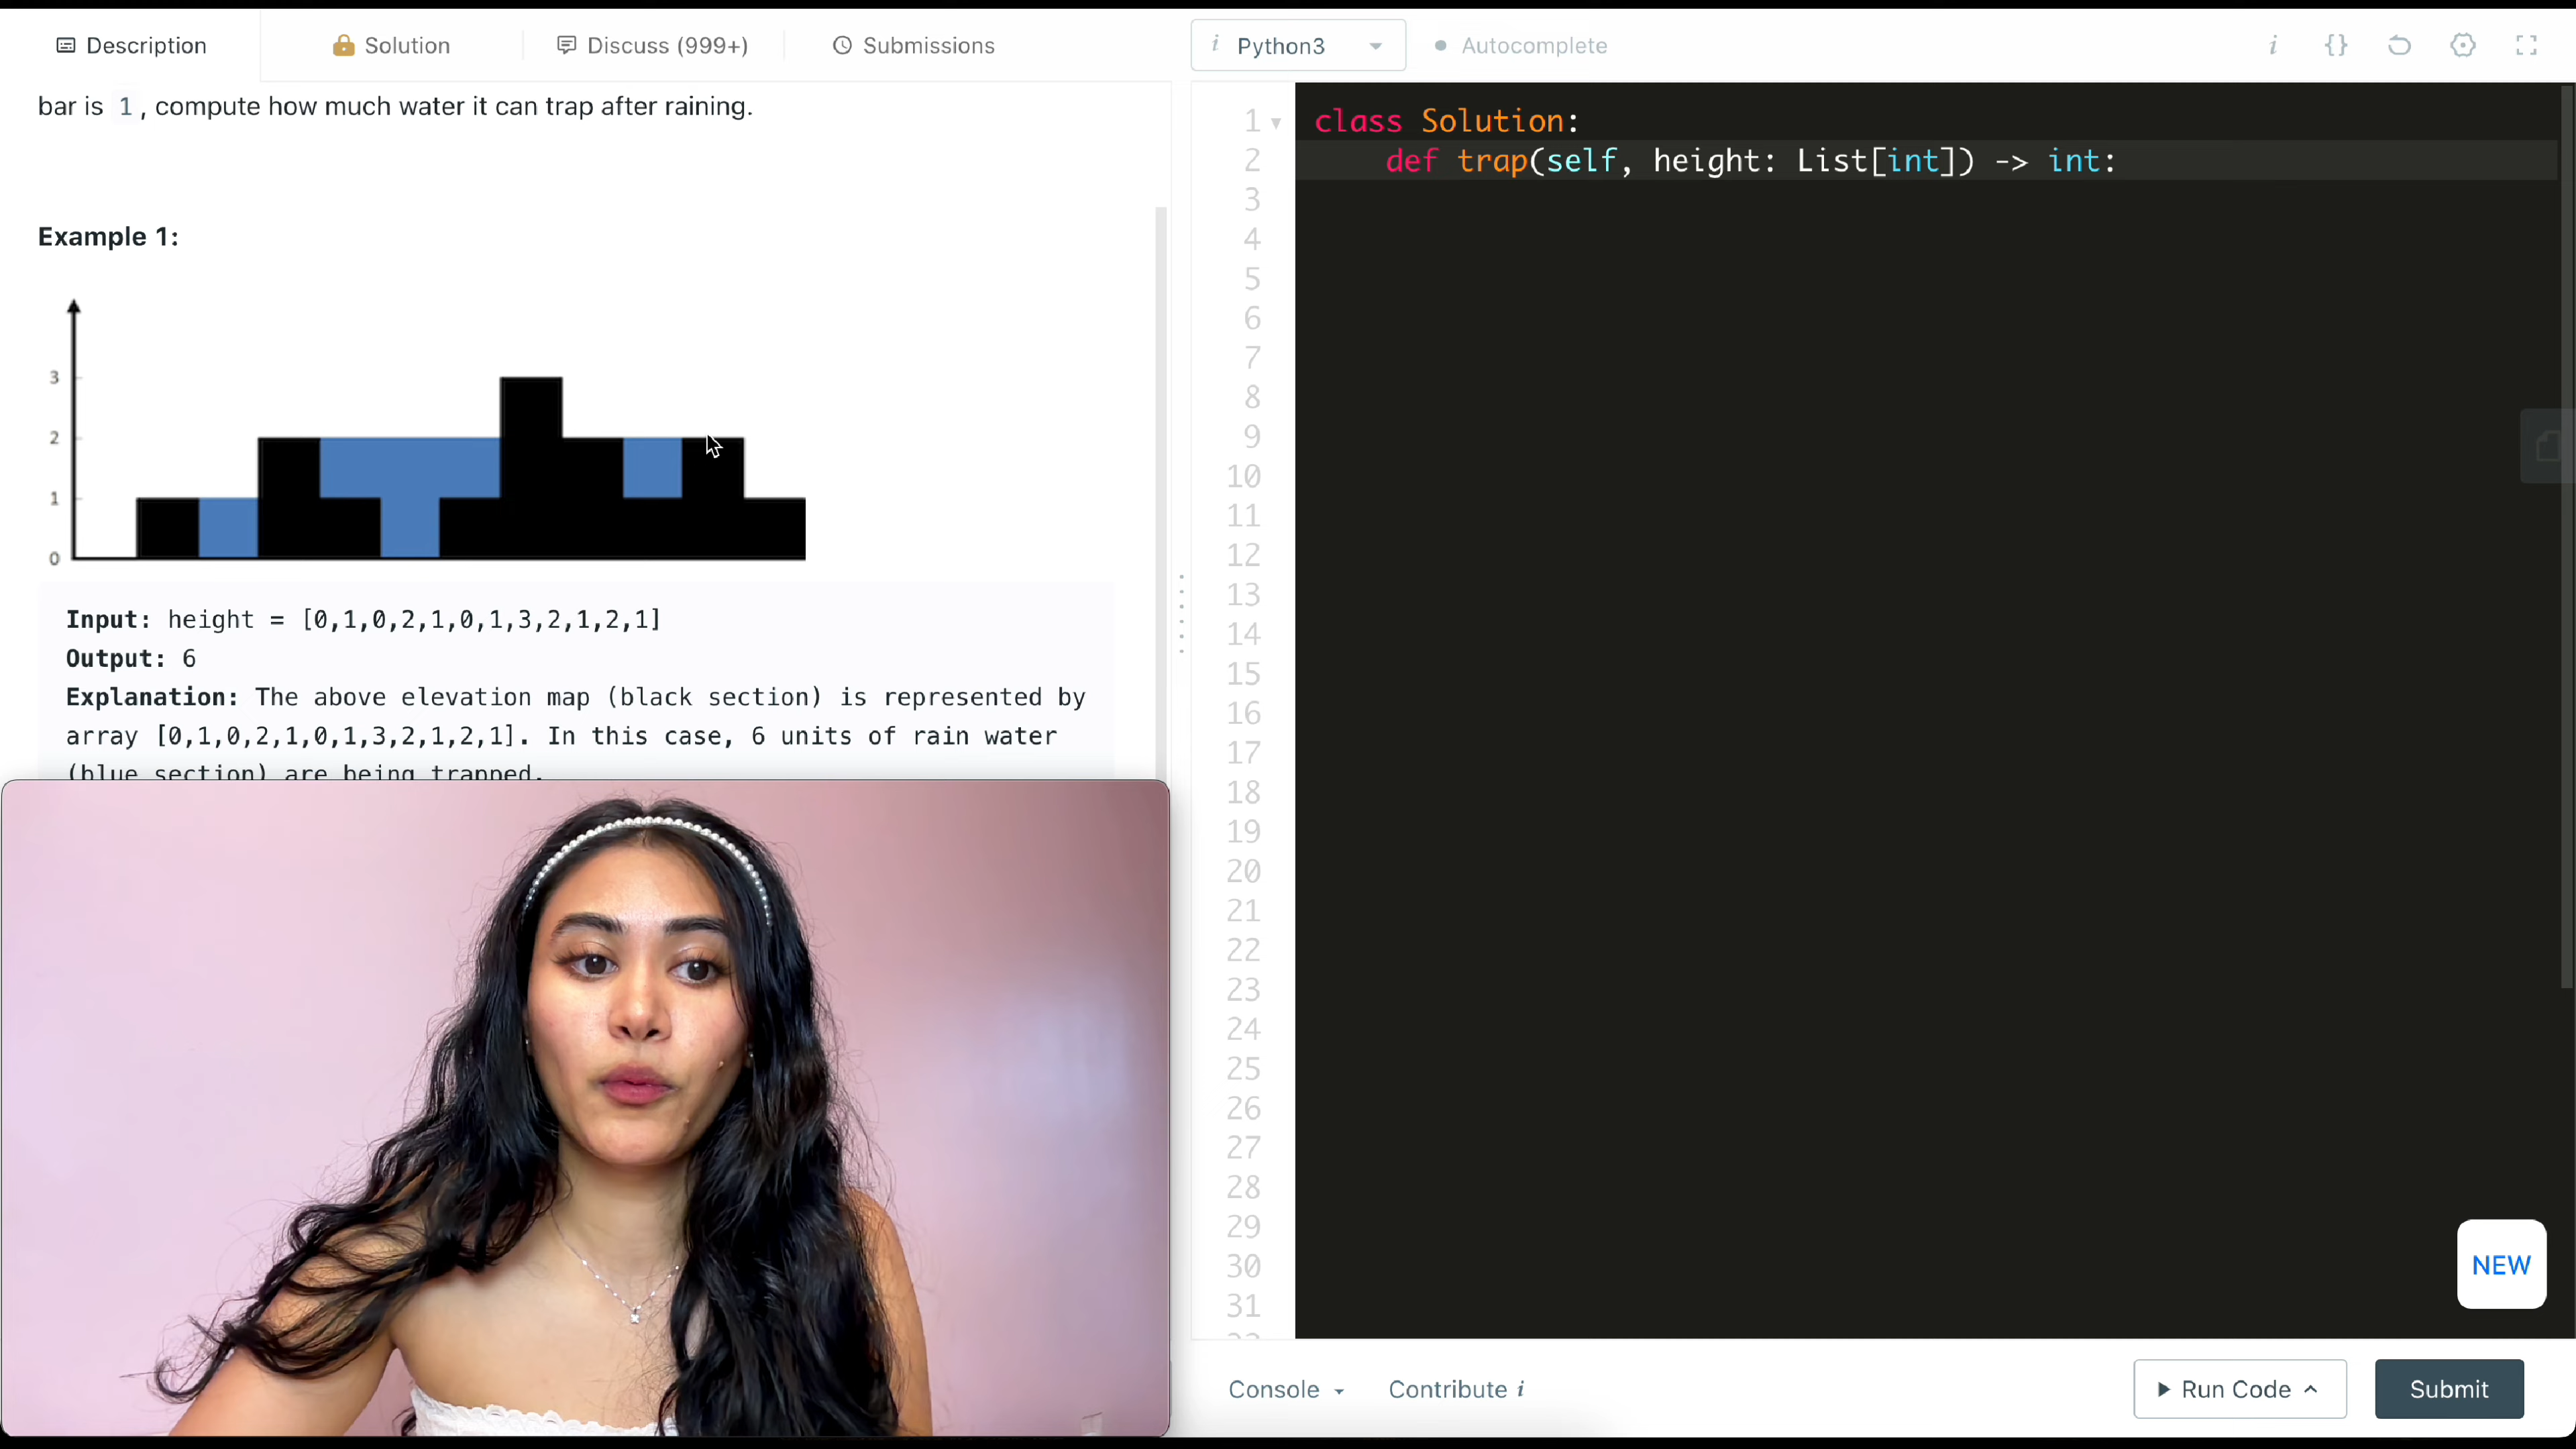 Description
Solution
Discuss (999+)
Submissions
i Python3
Autocomplete
i {}
bar is 1, compute how much water it can trap after raining.
Example 1:
3
2
1
0
Input: height = [0,1,0,2,1,0,1,3,2,1,2,1]
Output: 6
Explanation: The above elevation map (black section) is represented by
array [0,1,0,2,1,0,1,3,2,1,2,1]. In this case, 6 units of rain water
(blue section) are being trapped.
1 class Solution:
2 def trap(self, height: List[int]) -> int:
3
4
5
6
7
8
9
10
11
12
13
14
15
16
17
18
19
20
21
22
23
24
25
26
27
28
29
30
31
NEW
Console
Contribute i
Run Code
Submit